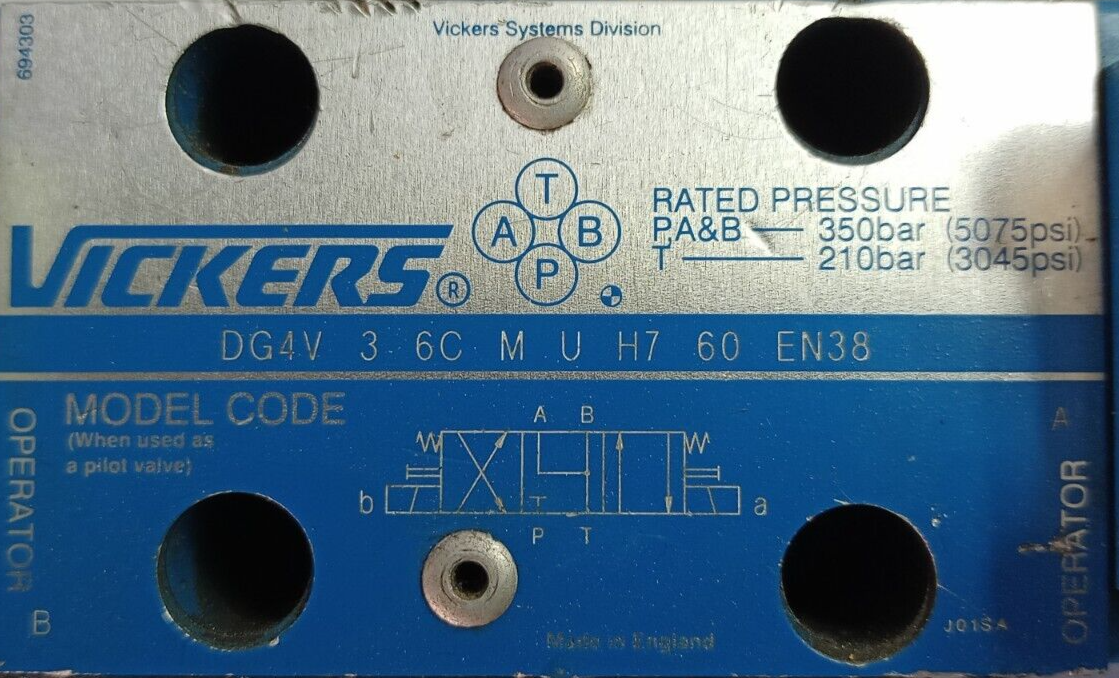 694303
Vickers Systems Division
T
A B
P
RATED PRESSURE
P,A&B — 350bar (5075psi)
T — 210bar (3045psi)
VICKERS ®
DG4V 3 6C M U H7 60 EN38
MODEL CODE
(When used as
a pilot valve)
A B
T
b a
P T
OPERATOR
B
A
OPERATOR
J01SA
Made in England